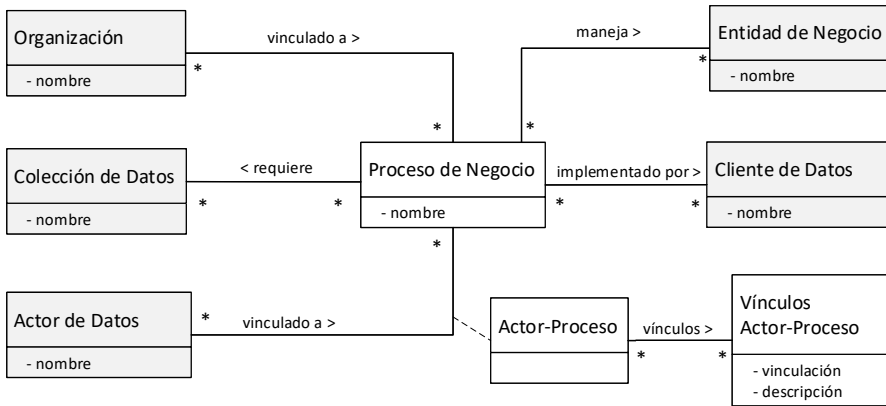 Organización
- nombre
vinculado a >
*
*
maneja >
*
*
Entidad de Negocio
- nombre
Colección de Datos
- nombre
< requiere
*
*
Proceso de Negocio
- nombre
implementado por >
*
*
Cliente de Datos
- nombre
*
Actor de Datos
- nombre
*
vinculado a >
Actor-Proceso
vínculos >
*
*
Vínculos
Actor-Proceso
- vinculación
- descripción